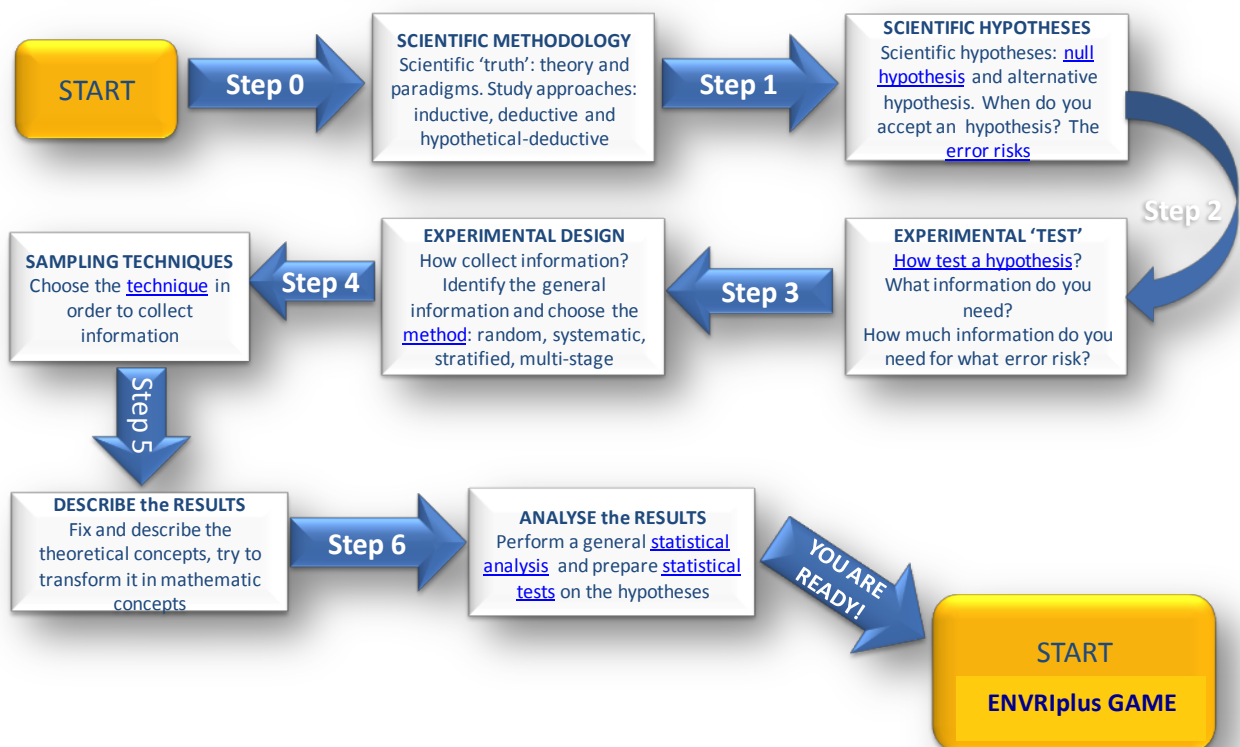 START
Step 0
SCIENTIFIC METHODOLOGY
Scientific ‘truth’: theory and
paradigms. Study approaches:
inductive, deductive and
hypothetical-deductive
Step 1
SCIENTIFIC HYPOTHESES
Scientific hypotheses: null
hypothesis and alternative
hypothesis. When do you
accept an hypothesis? The
error risks
Step 2
EXPERIMENTAL ‘TEST’
How test a hypothesis?
What information do you
need?
How much information do you
need for what error risk?
Step 3
EXPERIMENTAL DESIGN
How collect information?
Identify the general
information and choose the
method: random, systematic,
stratified, multi-stage
Step 4
SAMPLING TECHNIQUES
Choose the technique in
order to collect
information
Step 5
DESCRIBE the RESULTS
Fix and describe the
theoretical concepts, try to
transform it in mathematic
concepts
Step 6
ANALYSE the RESULTS
Perform a general statistical
analysis and prepare statistical
tests on the hypotheses
YOU ARE
READY!
START
ENVRIplus GAME